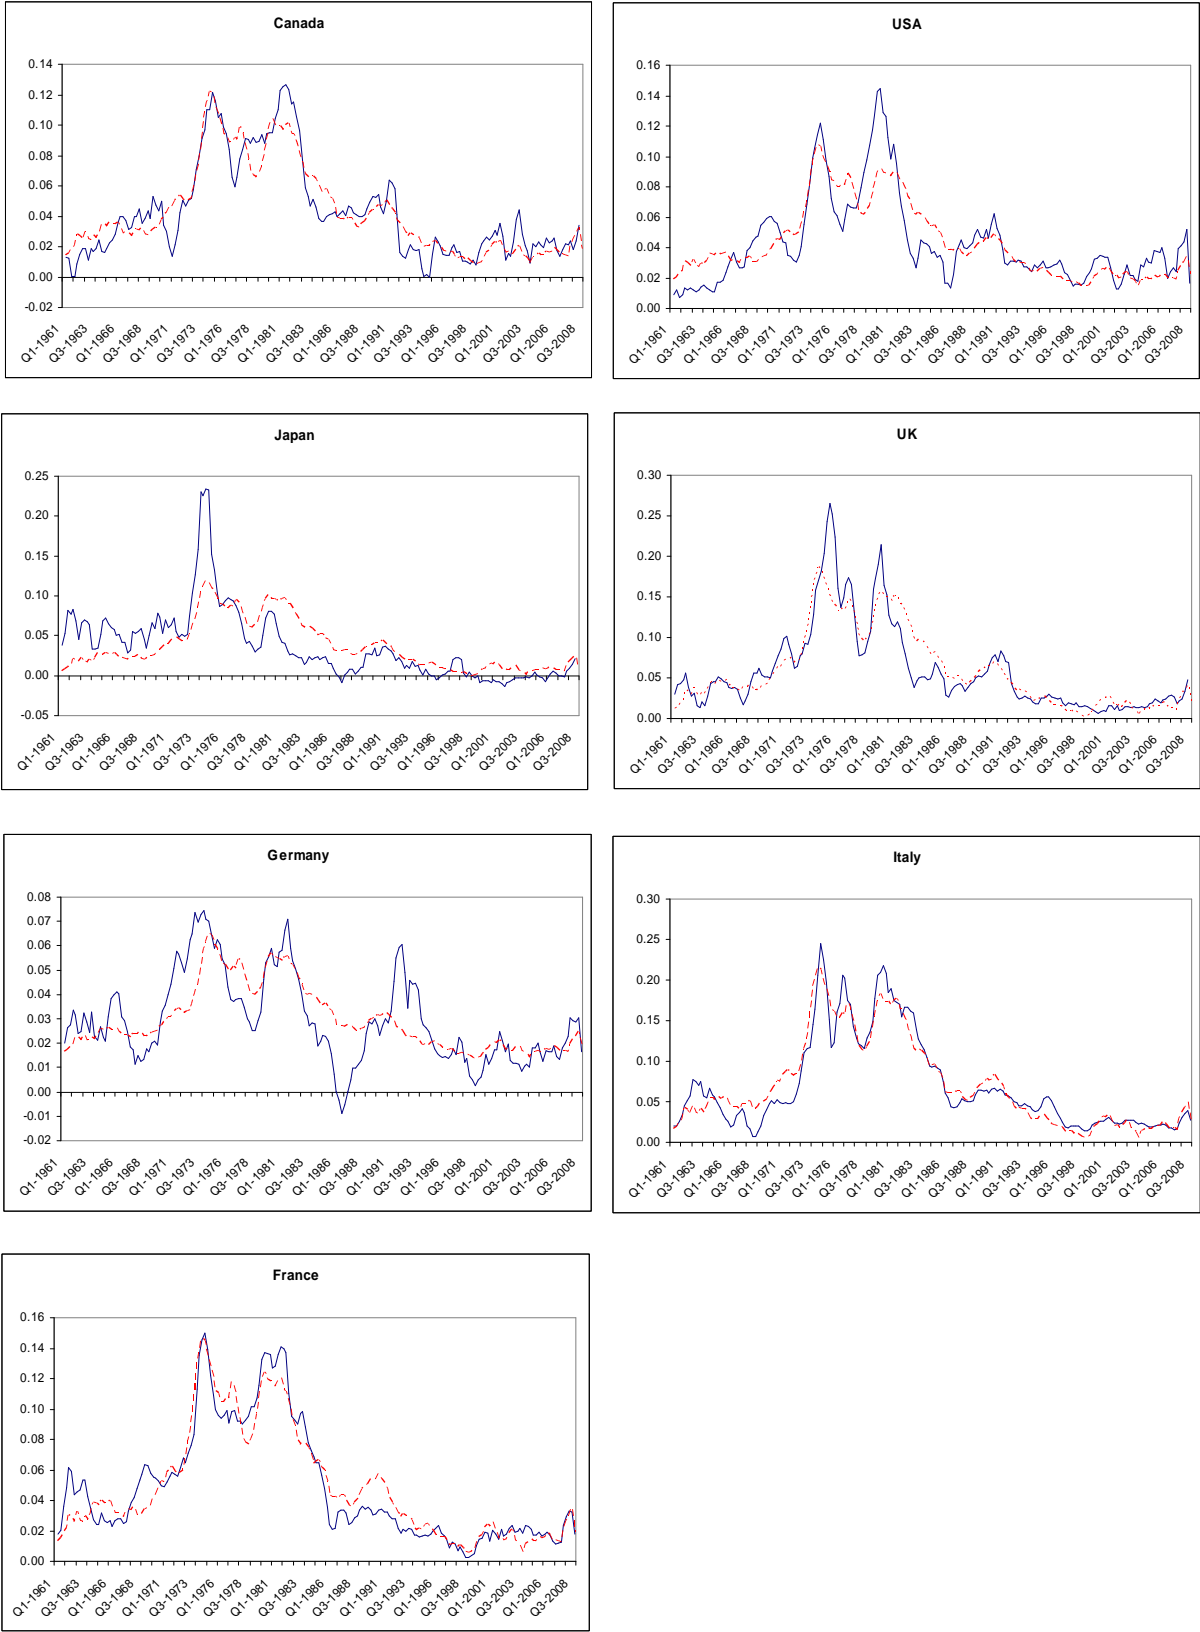 Canada
0.14
0.12
0.10
0.08
0.06
0.04
0.02
0.00
-0.02
Q1-1961
Q3-1963
Q1-1966
Q3-1968
Q1-1971
Q3-1973
Q1-1976
Q3-1978
Q1-1981
Q3-1983
Q1-1986
Q3-1988
Q1-1991
Q3-1993
Q1-1996
Q3-1998
Q1-2001
Q3-2003
Q1-2006
Q3-2008
USA
0.16
0.14
0.12
0.10
0.08
0.06
0.04
0.02
0.00
Q1-1961
Q3-1963
Q1-1966
Q3-1968
Q1-1971
Q3-1973
Q1-1976
Q3-1978
Q1-1981
Q3-1983
Q1-1986
Q3-1988
Q1-1991
Q3-1993
Q1-1996
Q3-1998
Q1-2001
Q3-2003
Q1-2006
Q3-2008
Japan
0.25
0.20
0.15
0.10
0.05
0.00
-0.05
Q1-1961
Q3-1963
Q1-1966
Q3-1968
Q1-1971
Q3-1973
Q1-1976
Q3-1978
Q1-1981
Q3-1983
Q1-1986
Q3-1988
Q1-1991
Q3-1993
Q1-1996
Q3-1998
Q1-2001
Q3-2003
Q1-2006
Q3-2008
UK
0.30
0.25
0.20
0.15
0.10
0.05
0.00
Q1-1961
Q3-1963
Q1-1966
Q3-1968
Q1-1971
Q3-1973
Q1-1976
Q3-1978
Q1-1981
Q3-1983
Q1-1986
Q3-1988
Q1-1991
Q3-1993
Q1-1996
Q3-1998
Q1-2001
Q3-2003
Q1-2006
Q3-2008
Germany
0.08
0.07
0.06
0.05
0.04
0.03
0.02
0.01
0.00
-0.01
-0.02
Q1-1961
Q3-1963
Q1-1966
Q3-1968
Q1-1971
Q3-1973
Q1-1976
Q3-1978
Q1-1981
Q3-1983
Q1-1986
Q3-1988
Q1-1991
Q3-1993
Q1-1996
Q3-1998
Q1-2001
Q3-2003
Q1-2006
Q3-2008
Italy
0.30
0.25
0.20
0.15
0.10
0.05
0.00
Q1-1961
Q3-1963
Q1-1966
Q3-1968
Q1-1971
Q3-1973
Q1-1976
Q3-1978
Q1-1981
Q3-1983
Q1-1986
Q3-1988
Q1-1991
Q3-1993
Q1-1996
Q3-1998
Q1-2001
Q3-2003
Q1-2006
Q3-2008
France
0.16
0.14
0.12
0.10
0.08
0.06
0.04
0.02
0.00
Q1-1961
Q3-1963
Q1-1966
Q3-1968
Q1-1971
Q3-1973
Q1-1976
Q3-1978
Q1-1981
Q3-1983
Q1-1986
Q3-1988
Q1-1991
Q3-1993
Q1-1996
Q3-1998
Q1-2001
Q3-2003
Q1-2006
Q3-2008